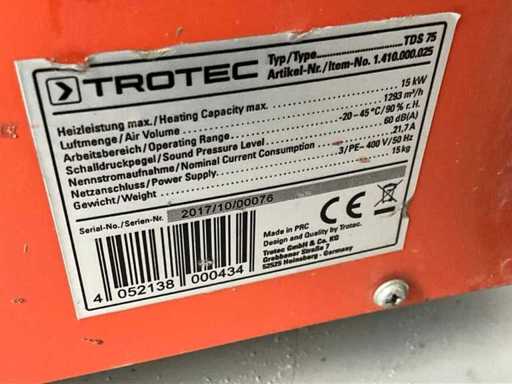 TROTEC
Typ/Type TDS 75
Artikel-Nr./Item-No. 1.410.000.025
Heizleistung max./Heating Capacity max. 15 kW
Luftmenge/Air Volume 1293 m³/h
Arbeitsbereich/Operating Range -20-45 °C/90 % r. H.
Schalldruckpegel/Sound Pressure Level 60 dB(A)
Nennstromaufnahme/Nominal Current Consumption 21,7 A
Netzanschluss/Power Supply 3/PE~ 400 V/50 Hz
Gewicht/Weight 15 kg
Serial-No./Serien-Nr. 2017/10/00076
Made in PRC
Design and Quality by Trotec.
Trotec GmbH & Co. KG
Grebbener Straße 7
52525 Heinsberg - Germany
CE
4 052138 000434